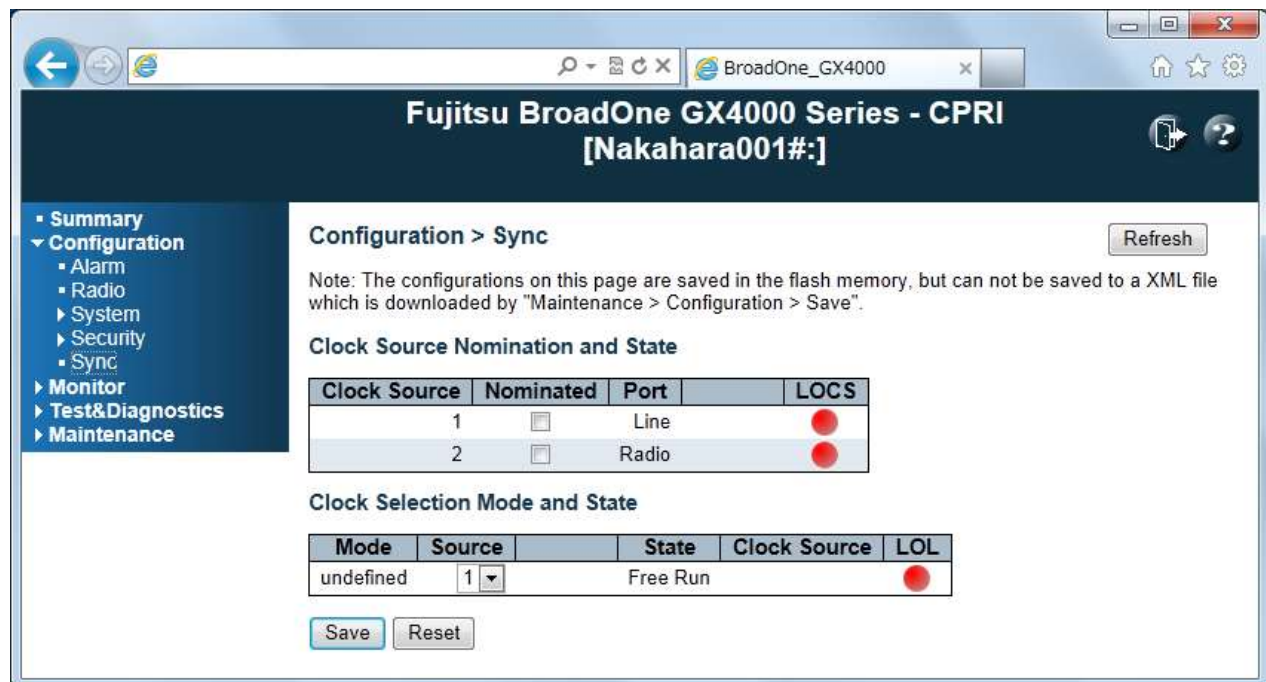 BroadOne_GX4000
Fujitsu BroadOne GX4000 Series - CPRI
[Nakahara001#:]
Summary
Configuration
Alarm
Radio
System
Security
Sync
Monitor
Test&Diagnostics
Maintenance
Configuration > Sync
Refresh
Note: The configurations on this page are saved in the flash memory, but can not be saved to a XML file
which is downloaded by "Maintenance > Configuration > Save".
Clock Source Nomination and State
Clock Source Nominated Port LOCS
1 Line
2 Radio
Clock Selection Mode and State
Mode Source State Clock Source LOL
undefined 1 Free Run
Save Reset